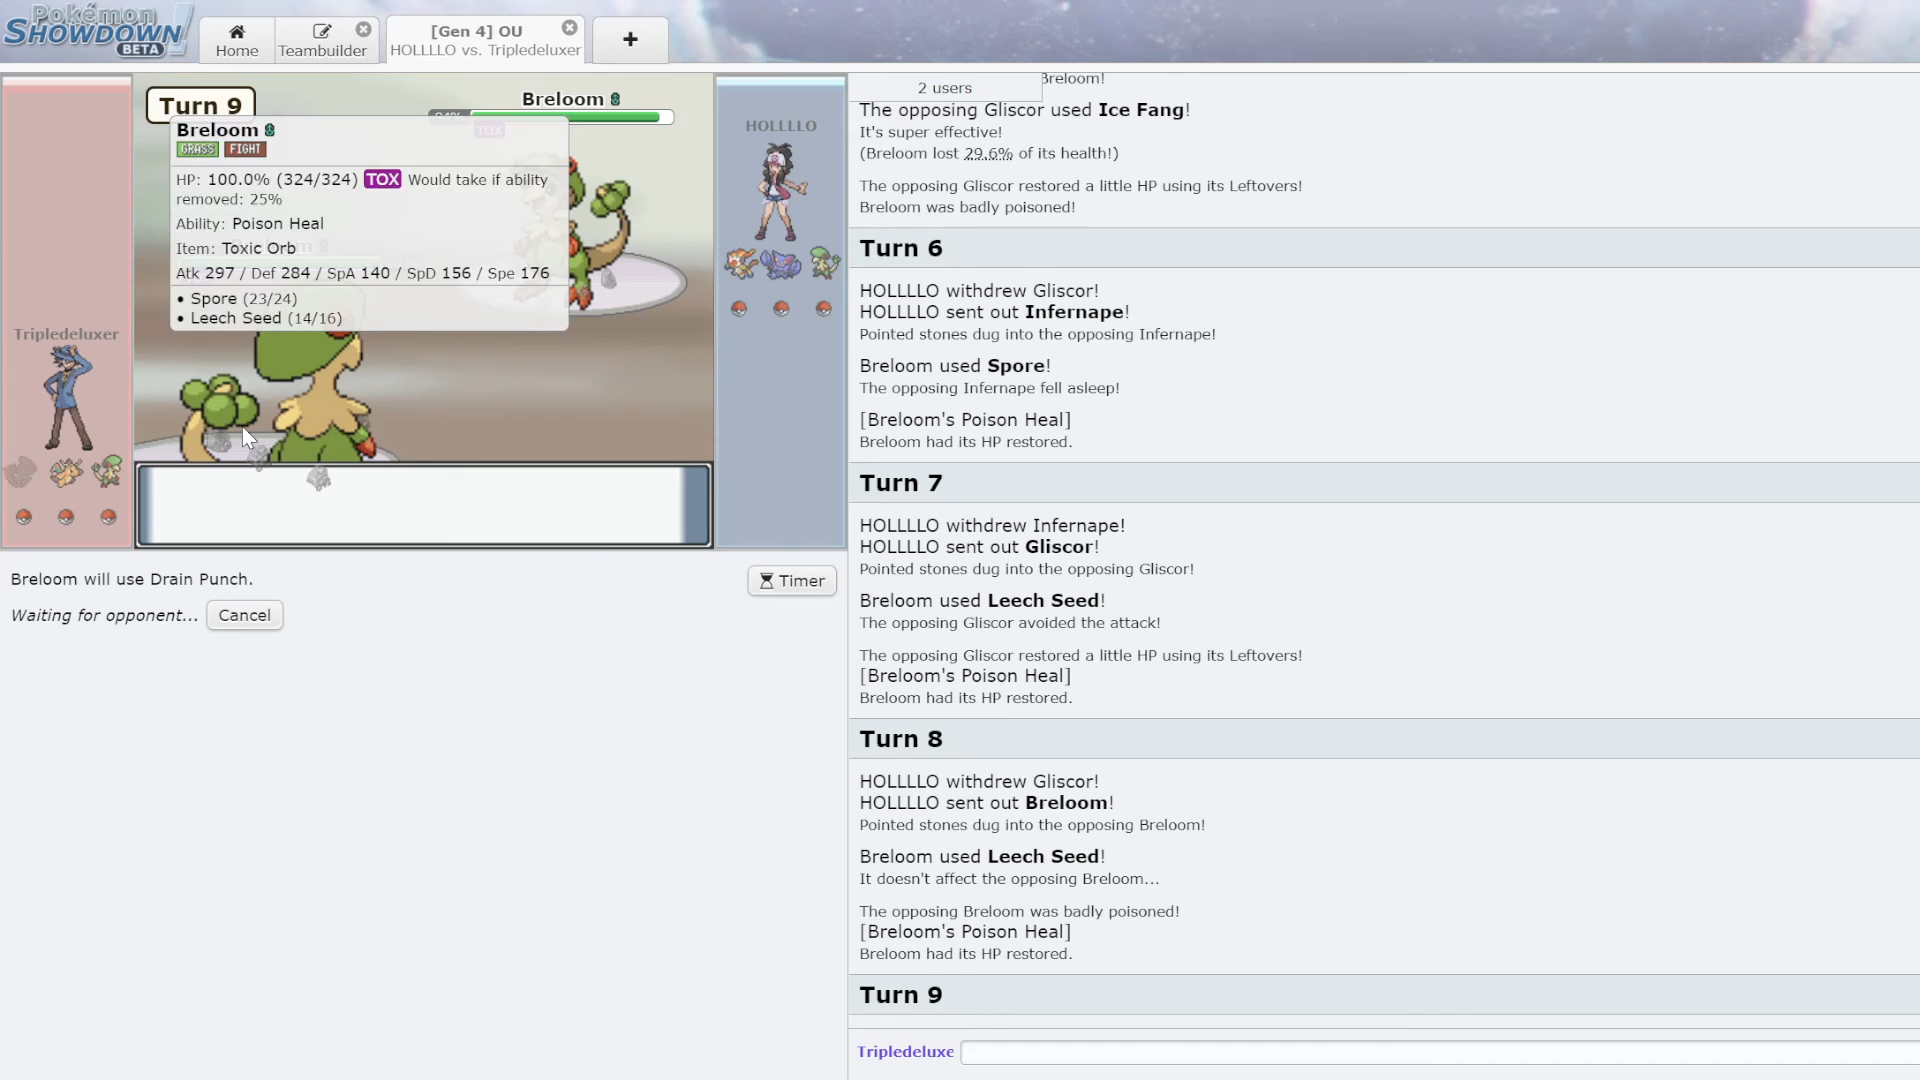 Pokémon
SHOWDOWN!
BETA
Home
Teambuilder
[Gen 4] OU
HOLLLLO vs. Tripledeluxer
+
Turn 9
Breloom
TOX
Breloom
GRASS FIGHT
HP: 100.0% (324/324) TOX Would take if ability
removed: 25%
Ability: Poison Heal
Item: Toxic Orb
Atk 297 / Def 284 / SpA 140 / SpD 156 / Spe 176
• Spore (23/24)
• Leech Seed (14/16)
Tripledeluxer
HOLLLLO
Breloom will use Drain Punch.
Timer
Waiting for opponent... Cancel
2 users
Breloom!
The opposing Gliscor used Ice Fang!
It's super effective!
(Breloom lost 29.6% of its health!)
The opposing Gliscor restored a little HP using its Leftovers!
Breloom was badly poisoned!
Turn 6
HOLLLLO withdrew Gliscor!
HOLLLLO sent out Infernape!
Pointed stones dug into the opposing Infernape!
Breloom used Spore!
The opposing Infernape fell asleep!
[Breloom's Poison Heal]
Breloom had its HP restored.
Turn 7
HOLLLLO withdrew Infernape!
HOLLLLO sent out Gliscor!
Pointed stones dug into the opposing Gliscor!
Breloom used Leech Seed!
The opposing Gliscor avoided the attack!
The opposing Gliscor restored a little HP using its Leftovers!
[Breloom's Poison Heal]
Breloom had its HP restored.
Turn 8
HOLLLLO withdrew Gliscor!
HOLLLLO sent out Breloom!
Pointed stones dug into the opposing Breloom!
Breloom used Leech Seed!
It doesn't affect the opposing Breloom...
The opposing Breloom was badly poisoned!
[Breloom's Poison Heal]
Breloom had its HP restored.
Turn 9
Tripledeluxe